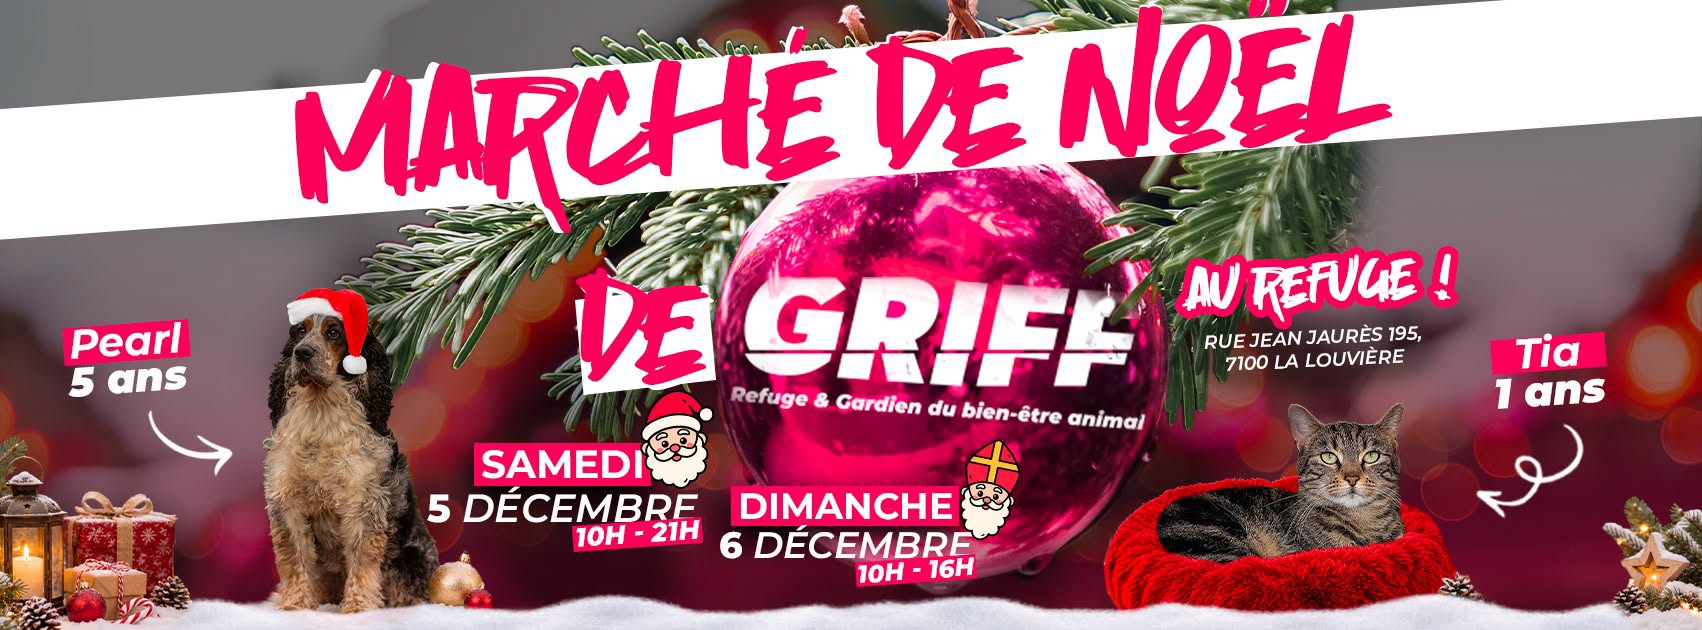 MARCHÉ DE NOËL
DE GRIFF
Refuge & Gardien du bien-être animal
AU REFUGE !
RUE JEAN JAURÈS 195,
7100 LA LOUVIÈRE
Pearl
5 ans
Tia
1 ans
SAMEDI
5 DÉCEMBRE
10H - 21H
DIMANCHE
6 DÉCEMBRE
10H - 16H